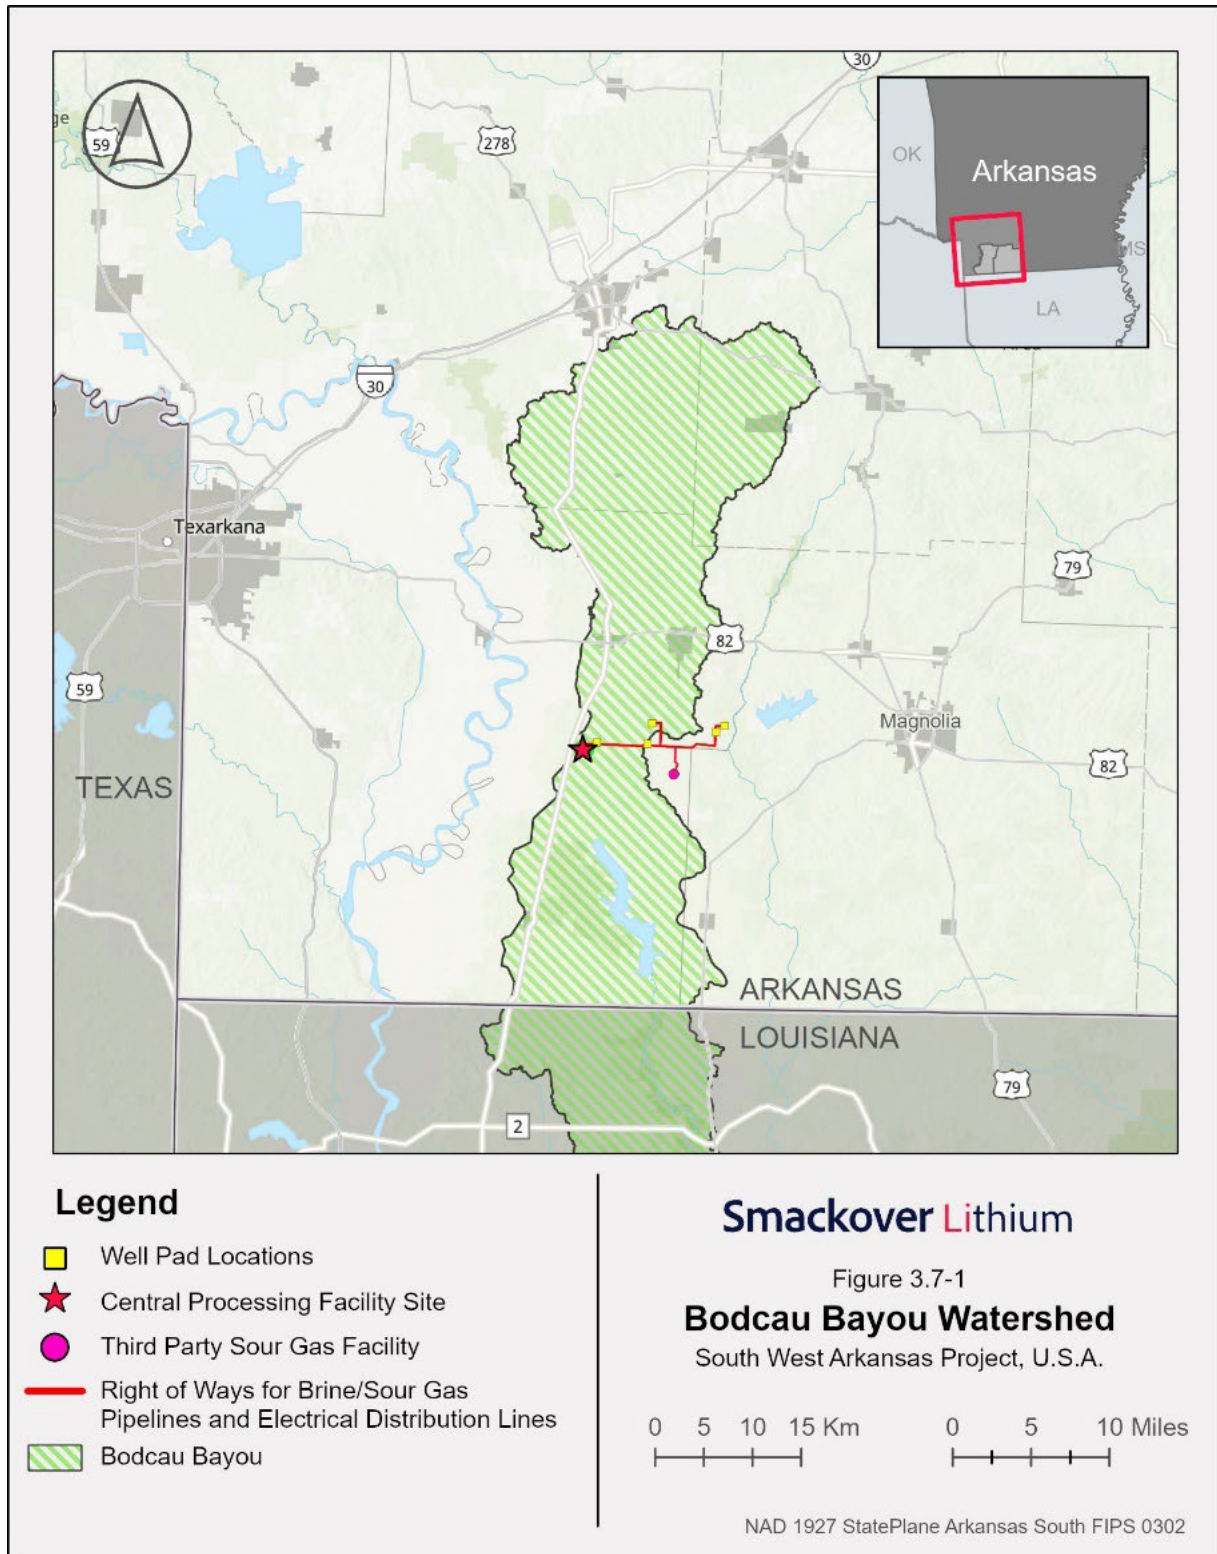 30
ge
59
278
OK
Arkansas
MS
LA
30
Texarkana
79
82
59
Magnolia
82
TEXAS
ARKANSAS
LOUISIANA
79
2
Legend
Well Pad Locations
Central Processing Facility Site
Third Party Sour Gas Facility
Right of Ways for Brine/Sour Gas
Pipelines and Electrical Distribution Lines
Bodcau Bayou
Smackover Lithium
Figure 3.7-1
Bodcau Bayou Watershed
South West Arkansas Project, U.S.A.
0 5 10 15 Km
0 5 10 Miles
NAD 1927 StatePlane Arkansas South FIPS 0302